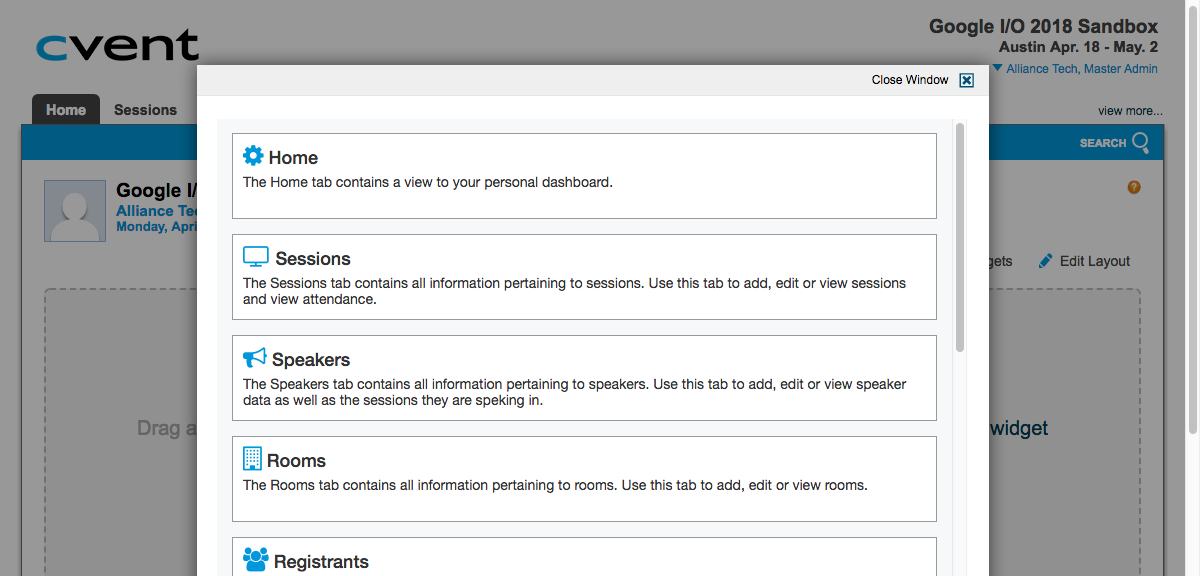 cvent
Google I/O 2018 Sandbox
Austin Apr. 18 - May. 2
Alliance Tech, Master Admin
Close Window
Home
Sessions
view more...
SEARCH
Google I/
Alliance Tec
Monday, Apri
?
gets
Edit Layout
Drag a
widget
Home
The Home tab contains a view to your personal dashboard.
Sessions
The Sessions tab contains all information pertaining to sessions. Use this tab to add, edit or view sessions
and view attendance.
Speakers
The Speakers tab contains all information pertaining to speakers. Use this tab to add, edit or view speaker
data as well as the sessions they are speking in.
Rooms
The Rooms tab contains all information pertaining to rooms. Use this tab to add, edit or view rooms.
Registrants